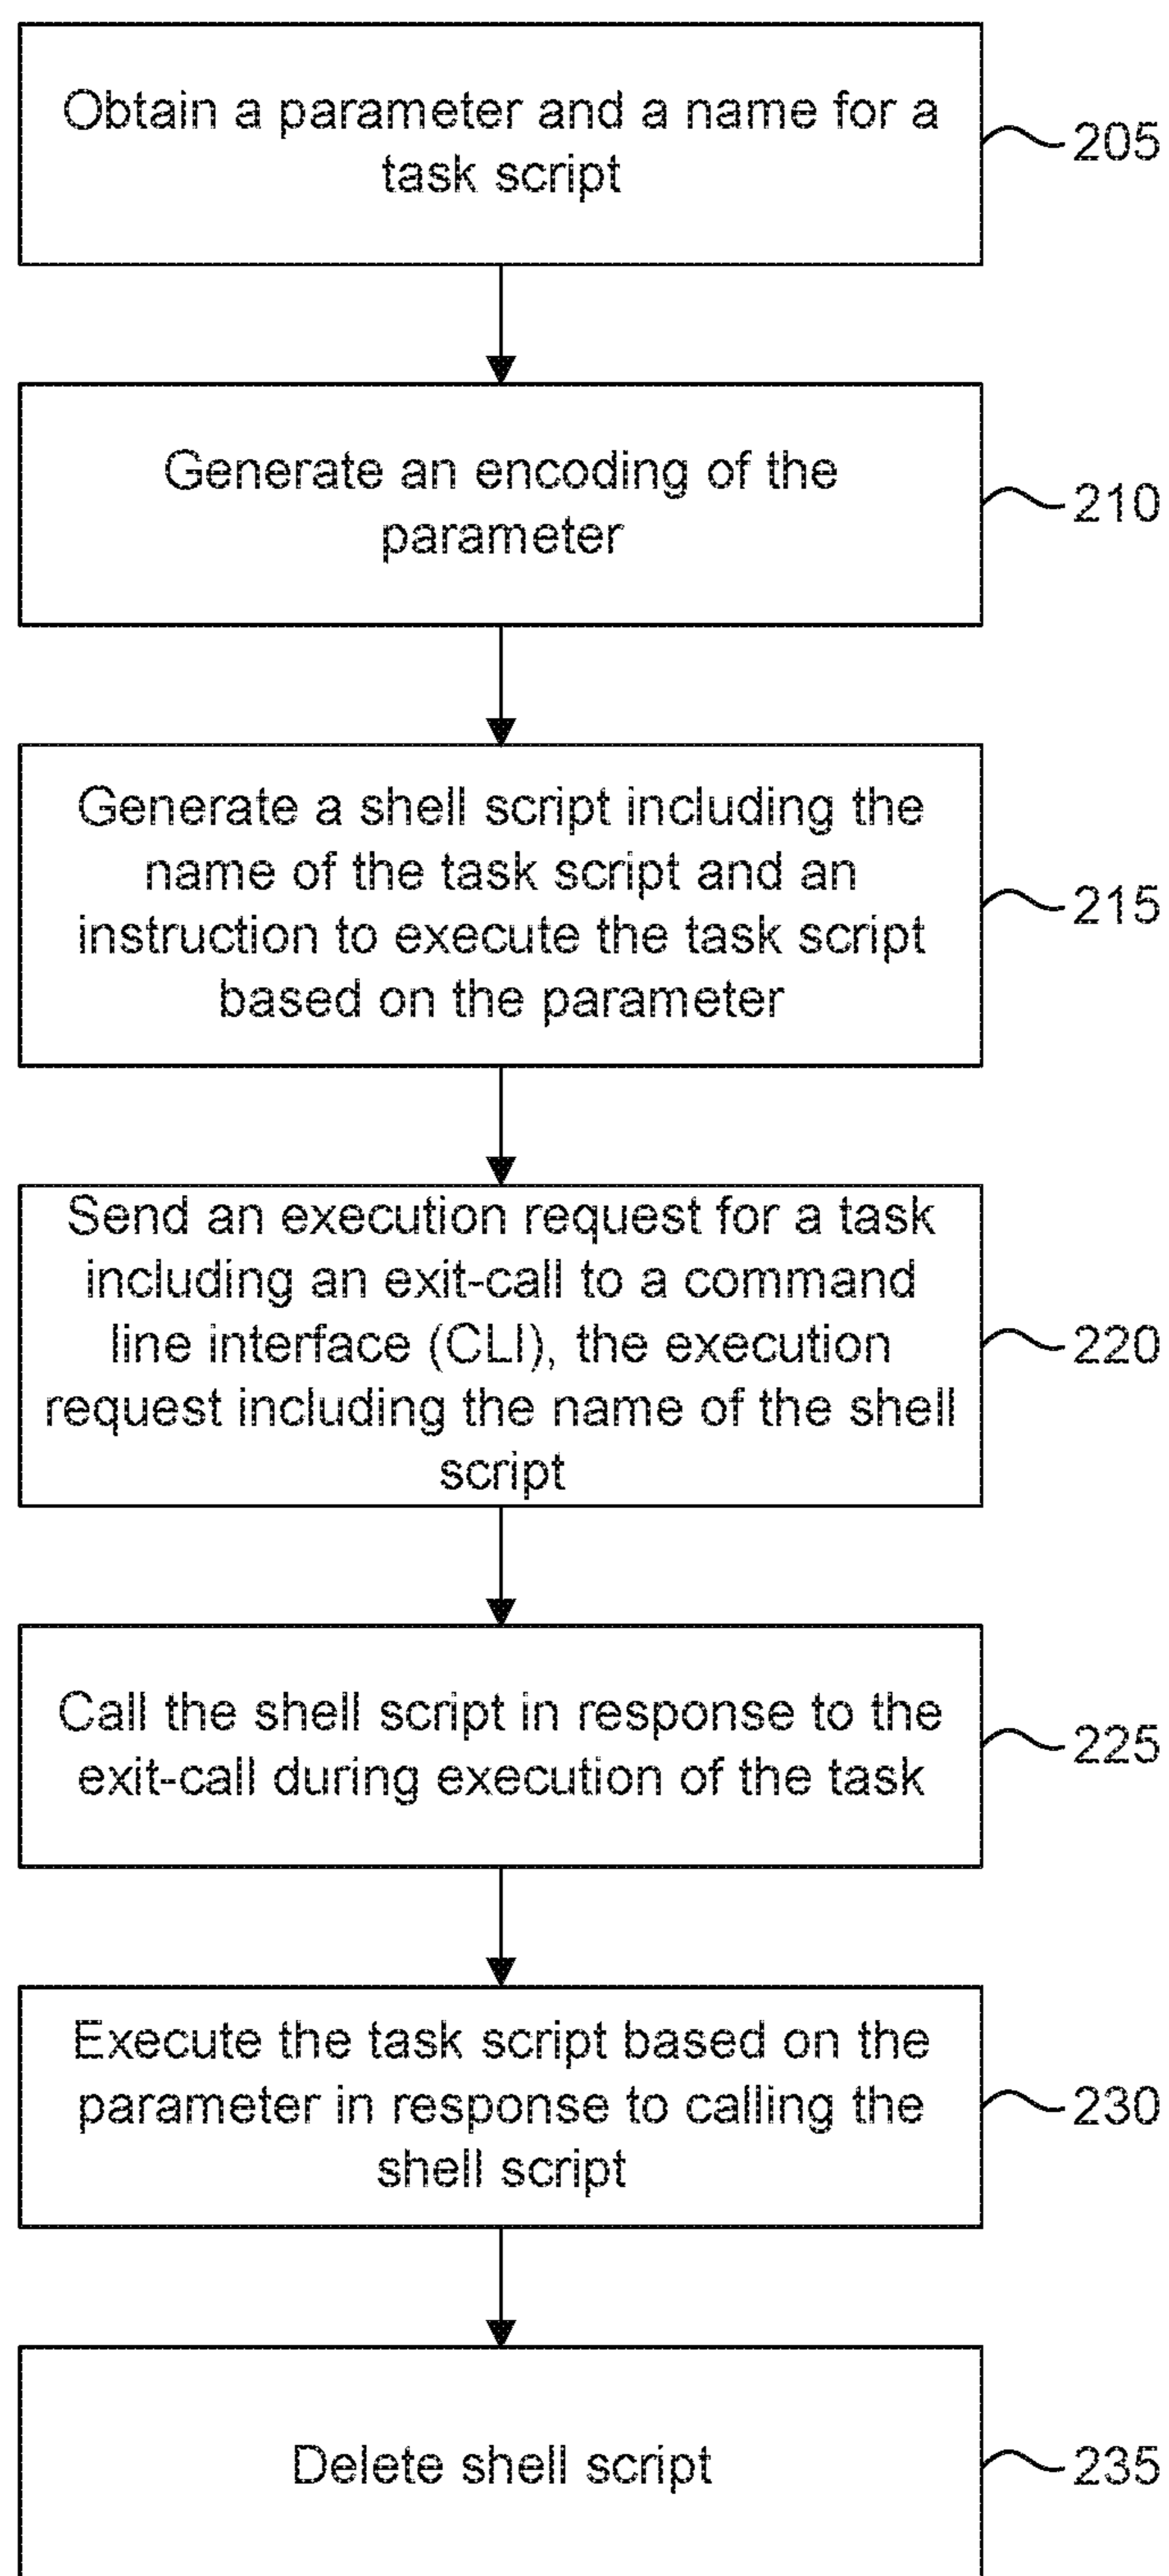 Obtain a parameter and a name for a
task script
205
Generate an encoding of the
parameter
210
Generate a shell script including the
name of the task script and an
instruction to execute the task script
based on the parameter
215
Send an execution request for a task
including an exit-call to a command
line interface (CLI), the execution
request including the name of the shell
script
220
Call the shell script in response to the
exit-call during execution of the task
225
Execute the task script based on the
parameter in response to calling the
shell script
230
Delete shell script
235